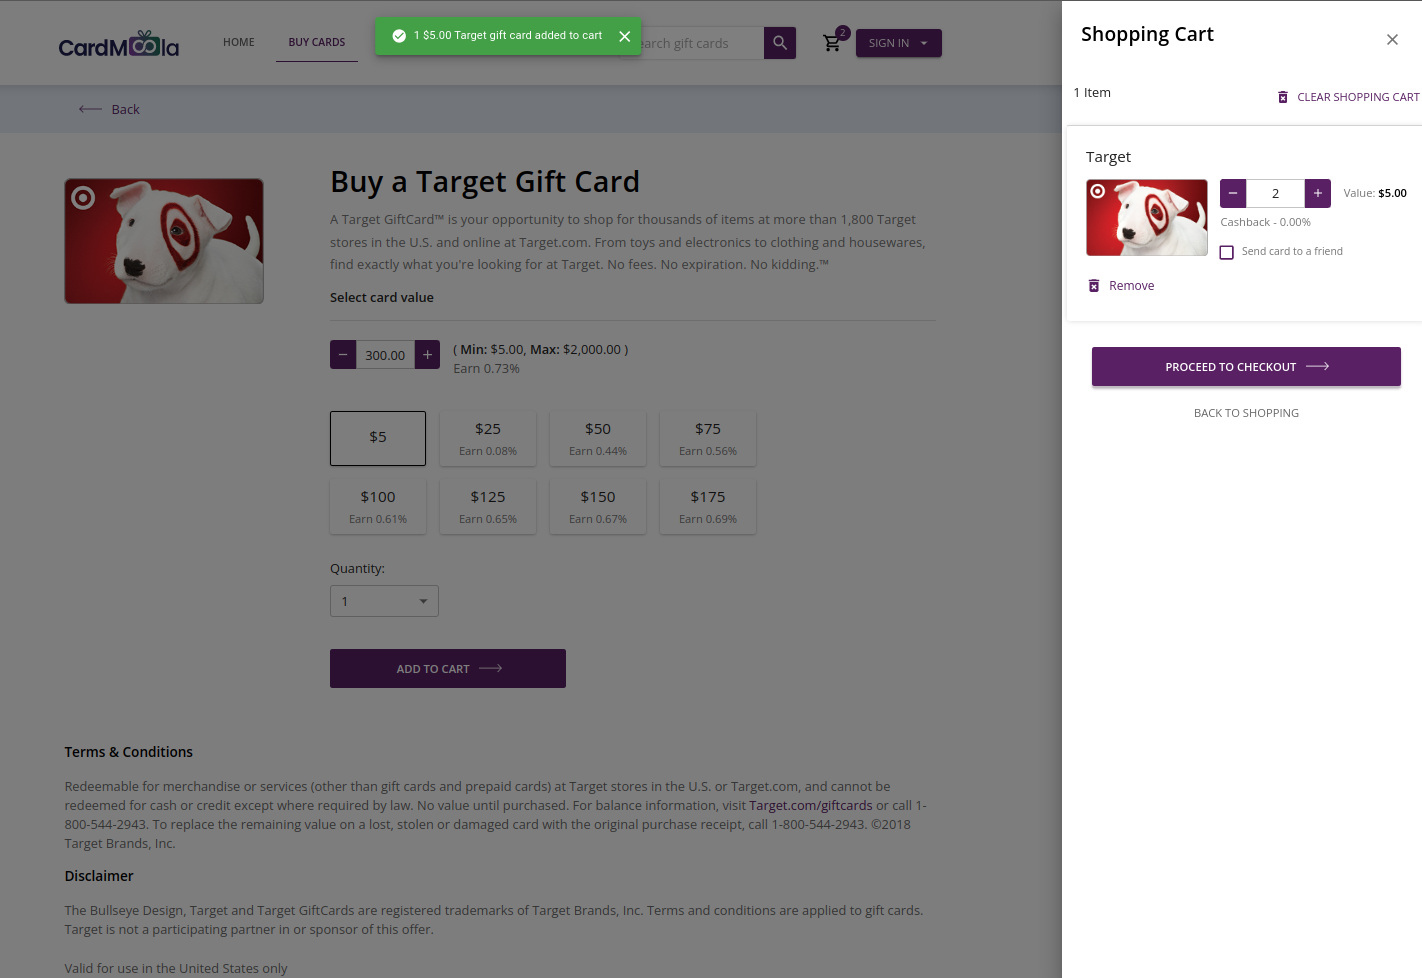 CardMoola
HOME
BUY CARDS
1 $5.00 Target gift card added to cart
earch gift cards
2
SIGN IN
Back
Buy a Target Gift Card
A Target GiftCard™ is your opportunity to shop for thousands of items at more than 1,800 Target
stores in the U.S. and online at Target.com. From toys and electronics to clothing and housewares,
find exactly what you're looking for at Target. No fees. No expiration. No kidding.™
Select card value
− 300.00 +
( Min: $5.00, Max: $2,000.00 )
Earn 0.73%
$5
$25
Earn 0.08%
$50
Earn 0.44%
$75
Earn 0.56%
$100
Earn 0.61%
$125
Earn 0.65%
$150
Earn 0.67%
$175
Earn 0.69%
Quantity:
1
ADD TO CART
Terms & Conditions
Redeemable for merchandise or services (other than gift cards and prepaid cards) at Target stores in the U.S. or Target.com, and cannot be
redeemed for cash or credit except where required by law. No value until purchased. For balance information, visit Target.com/giftcards or call 1-
800-544-2943. To replace the remaining value on a lost, stolen or damaged card with the original purchase receipt, call 1-800-544-2943. ©2018
Target Brands, Inc.
Disclaimer
The Bullseye Design, Target and Target GiftCards are registered trademarks of Target Brands, Inc. Terms and conditions are applied to gift cards.
Target is not a participating partner in or sponsor of this offer.
Valid for use in the United States only
Shopping Cart
1 Item
CLEAR SHOPPING CART
Target
− 2 +
Value: $5.00
Cashback - 0.00%
Send card to a friend
Remove
PROCEED TO CHECKOUT
BACK TO SHOPPING